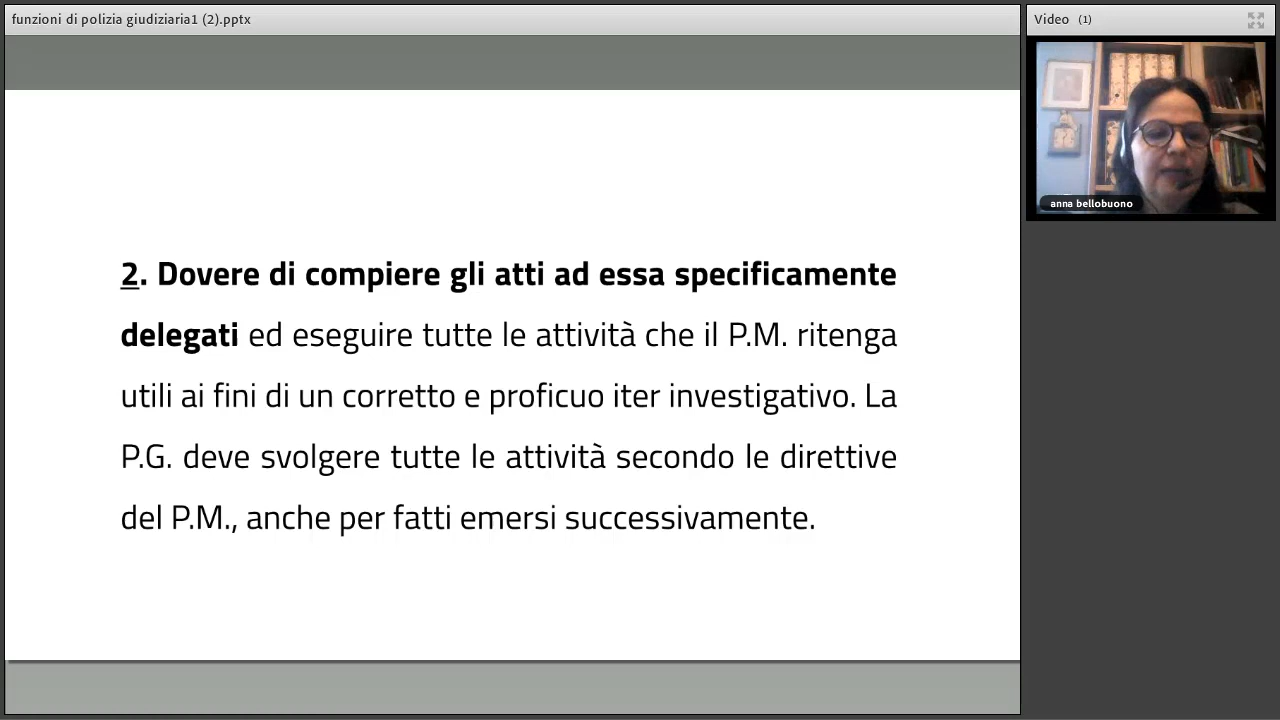 funzioni di polizia giudiziaria1 (2).pptx
Video (1)
anna bellobuono
2. Dovere di compiere gli atti ad essa specificamente
delegati ed eseguire tutte le attività che il P.M. ritenga
utili ai fini di un corretto e proficuo iter investigativo. La
P.G. deve svolgere tutte le attività secondo le direttive
del P.M., anche per fatti emersi successivamente.